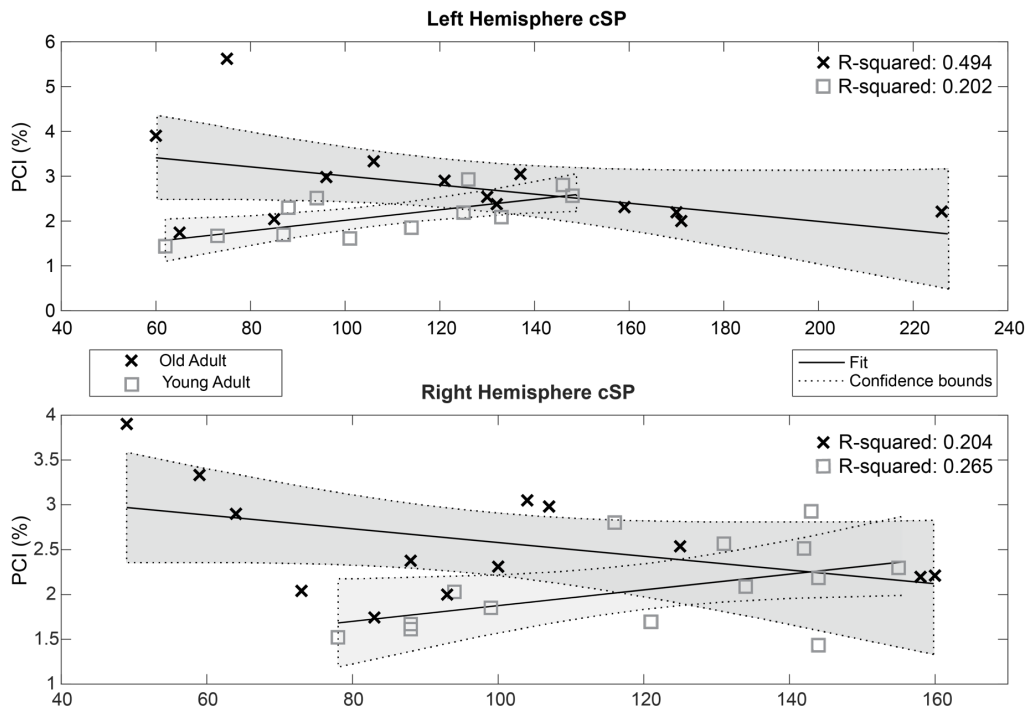 Left Hemisphere cSP
6
5
4
3
2
1
0
PCI (%)
R-squared: 0.494
R-squared: 0.202
40 60 80 100 120 140 160 180 200 220 240
Old Adult
Young Adult
Fit
Confidence bounds
Right Hemisphere cSP
4
3.5
3
2.5
2
1.5
1
PCI (%)
R-squared: 0.204
R-squared: 0.265
40 60 80 100 120 140 160